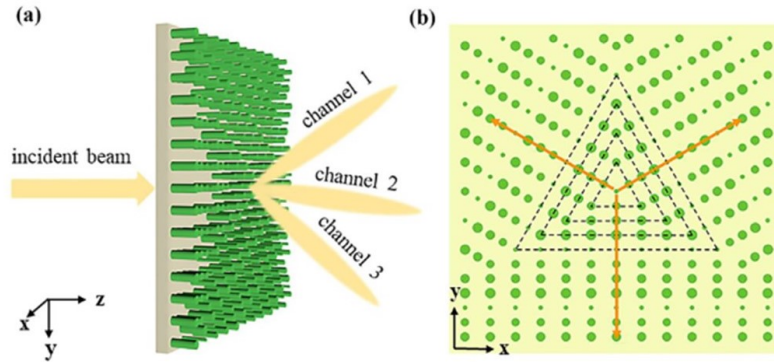 (a)
incident beam
channel 1
channel 2
channel 3
z
x
y
(b)
y
x